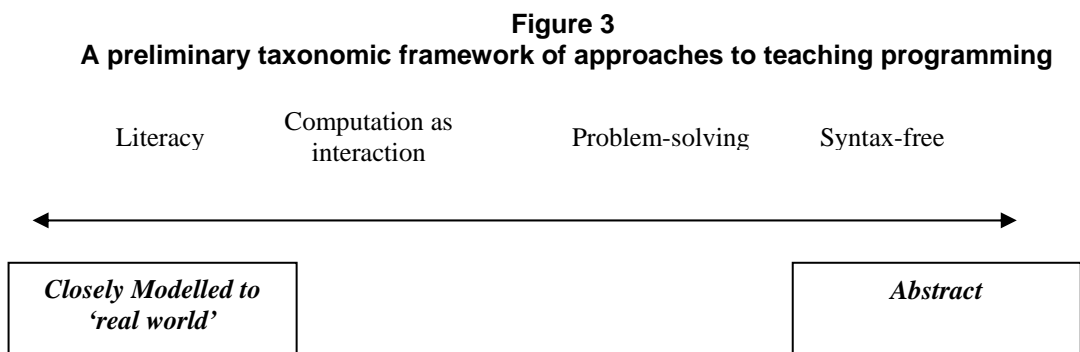 Figure 3
A preliminary taxonomic framework of approaches to teaching programming
Literacy
Computation as
interaction
Problem-solving
Syntax-free
Closely Modelled to
‘real world’
Abstract